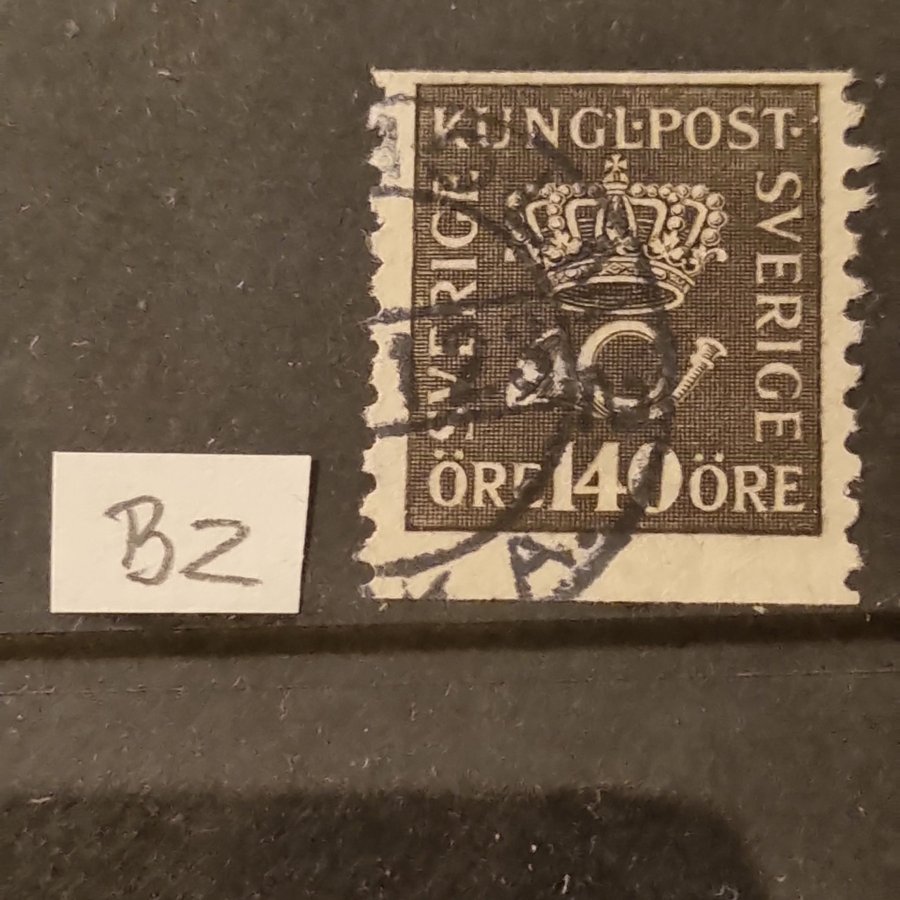 KUNGL·POST·
SVERIGE
SVERIGE
ÖRE 140 ÖRE
B2